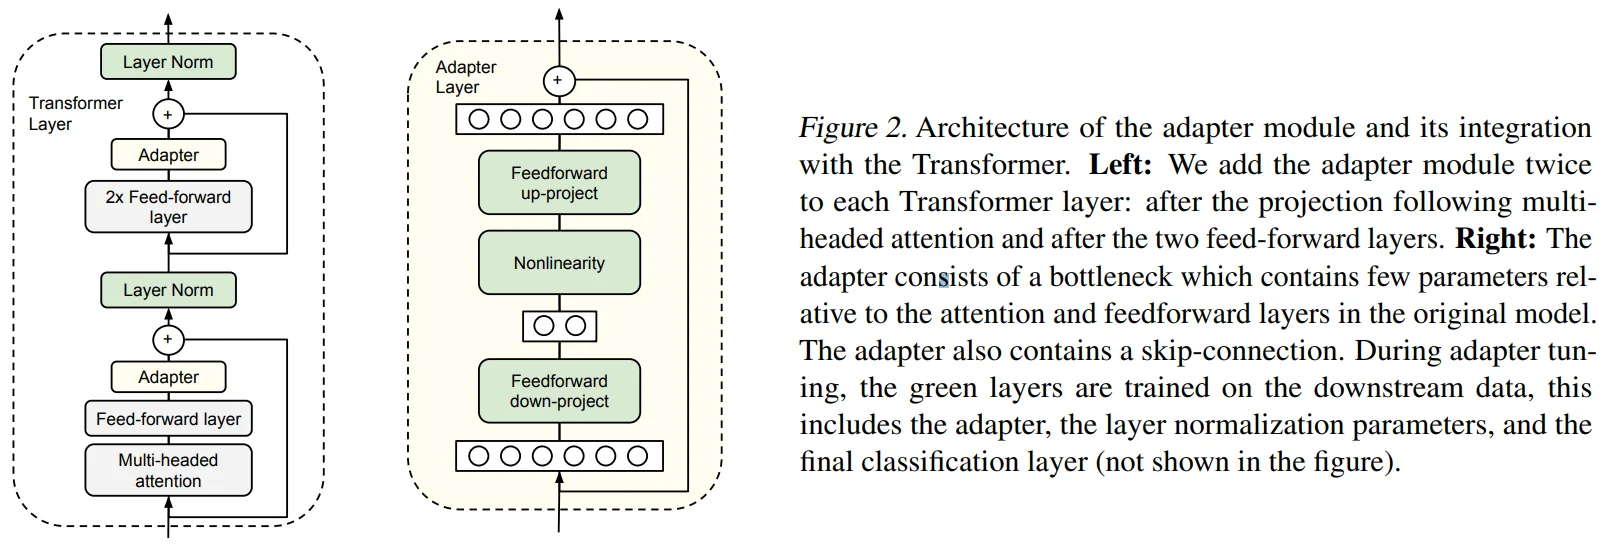 Layer Norm
Transformer
Layer
+
Adapter
2x Feed-forward
layer
Layer Norm
+
Adapter
Feed-forward layer
Multi-headed
attention
Adapter
Layer
+
Feedforward
up-project
Nonlinearity
Feedforward
down-project
Figure 2. Architecture of the adapter module and its integration
with the Transformer. Left: We add the adapter module twice
to each Transformer layer: after the projection following multi-
headed attention and after the two feed-forward layers. Right: The
adapter consists of a bottleneck which contains few parameters rel-
ative to the attention and feedforward layers in the original model.
The adapter also contains a skip-connection. During adapter tun-
ing, the green layers are trained on the downstream data, this
includes the adapter, the layer normalization parameters, and the
final classification layer (not shown in the figure).